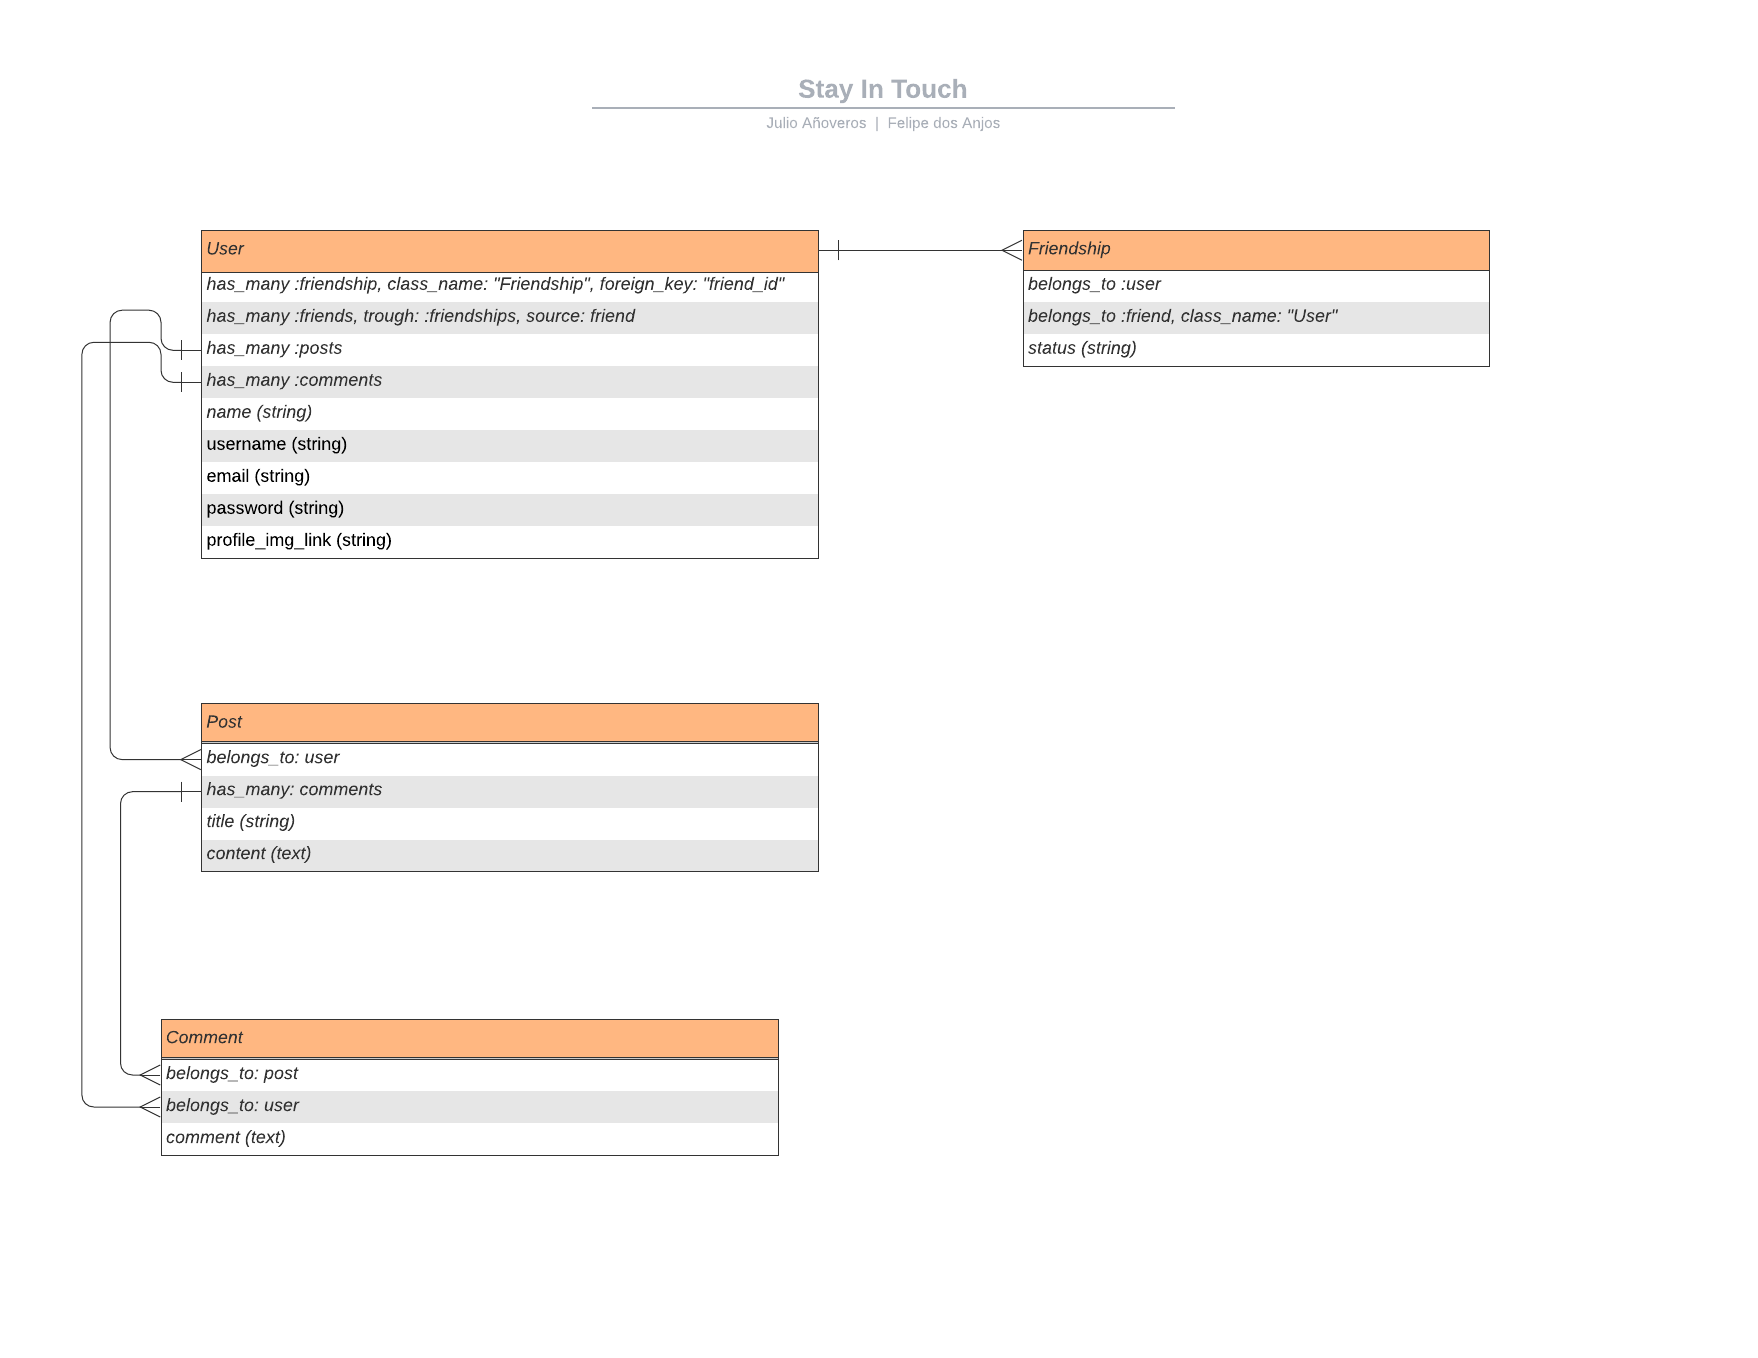 Stay In Touch
Julio Añoveros | Felipe dos Anjos
User
has_many :friendship, class_name: "Friendship", foreign_key: "friend_id"
has_many :friends, trough: :friendships, source: friend
has_many :posts
has_many :comments
name (string)
username (string)
email (string)
password (string)
profile_img_link (string)
Friendship
belongs_to :user
belongs_to :friend, class_name: "User"
status (string)
Post
belongs_to: user
has_many: comments
title (string)
content (text)
Comment
belongs_to: post
belongs_to: user
comment (text)